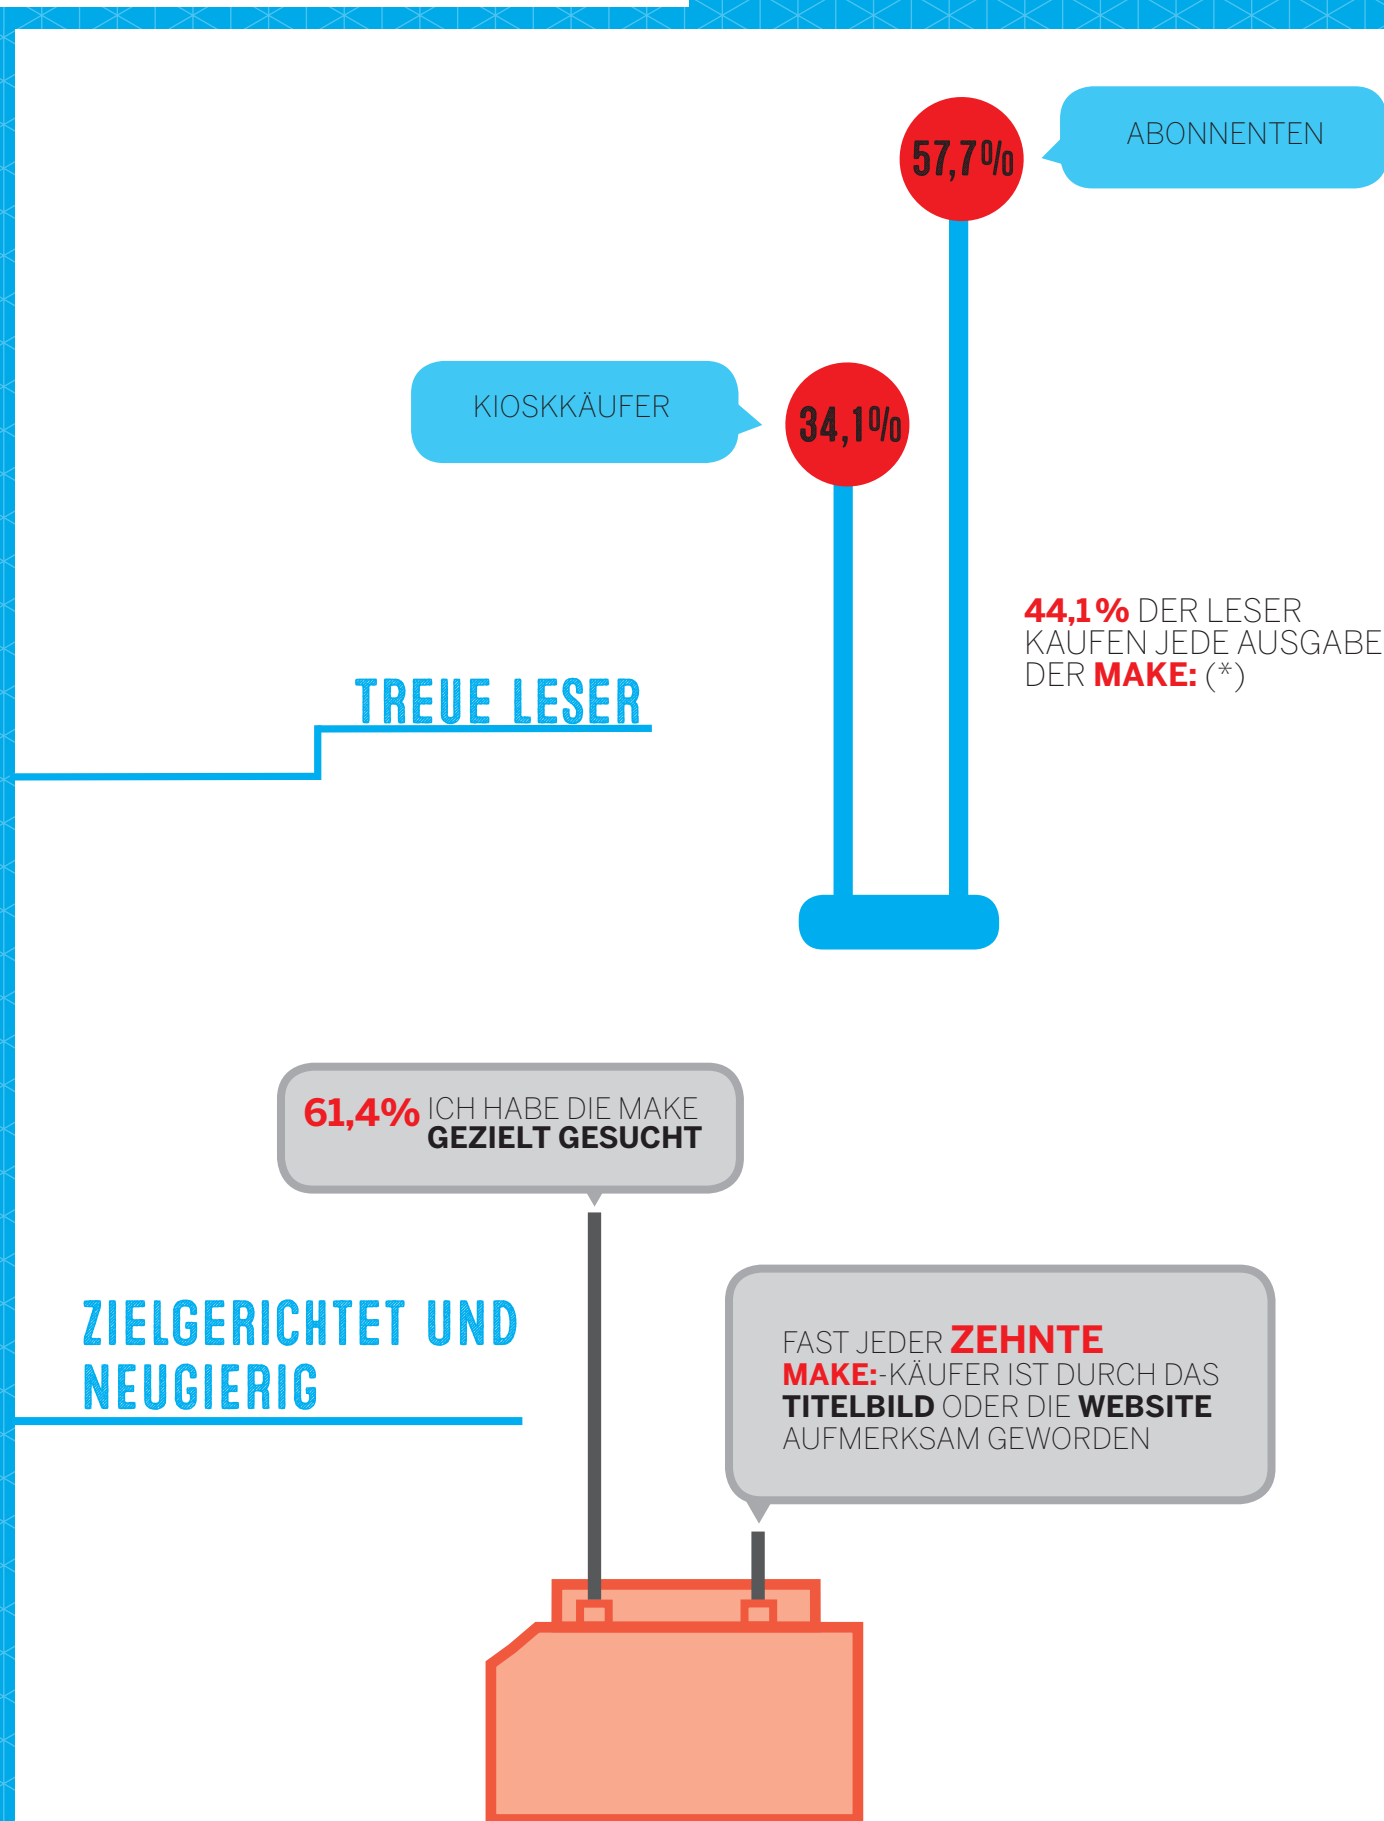 57,7%
ABONNENTEN
KIOSKKÄUFER
34,1%
44,1% DER LESER
KAUFEN JEDE AUSGABE
DER MAKE: (*)
TREUE LESER
61,4% ICH HABE DIE MAKE
GEZIELT GESUCHT
ZIELGERICHTET UND
NEUGIERIG
FAST JEDER ZEHNTE
MAKE:-KÄUFER IST DURCH DAS
TITELBILD ODER DIE WEBSITE
AUFMERKSAM GEWORDEN